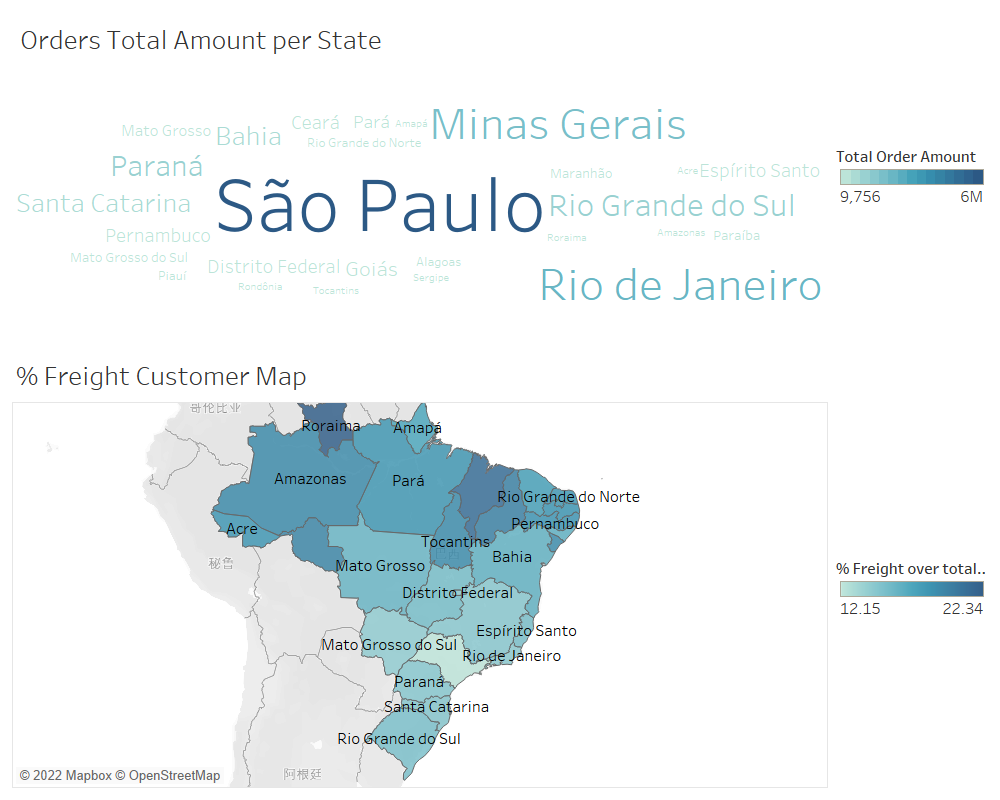 Orders Total Amount per State
Minas Gerais
Ceará
Pará
Amapá
Mato Grosso
Bahia
Rio Grande do Norte
Total Order Amount
9,756
6M
Paraná
Maranhão
Acre
Espírito Santo
Santa Catarina
São Paulo
Rio Grande do Sul
Pernambuco
Roraima
Amazonas
Paraíba
Mato Grosso do Sul
Distrito Federal
Goiás
Alagoas
Piauí
Sergipe
Rondônia
Tocantins
Rio de Janeiro
% Freight Customer Map
哥伦比亚
Roraima
Amapá
Amazonas
Pará
Rio Grande do Norte
Acre
Pernambuco
Tocantins
Bahia
秘鲁
Mato Grosso
% Freight over total..
12.15
22.34
Distrito Federal
Espírito Santo
Mato Grosso do Sul
Rio de Janeiro
Paraná
Santa Catarina
Rio Grande do Sul
阿根廷
© 2022 Mapbox © OpenStreetMap